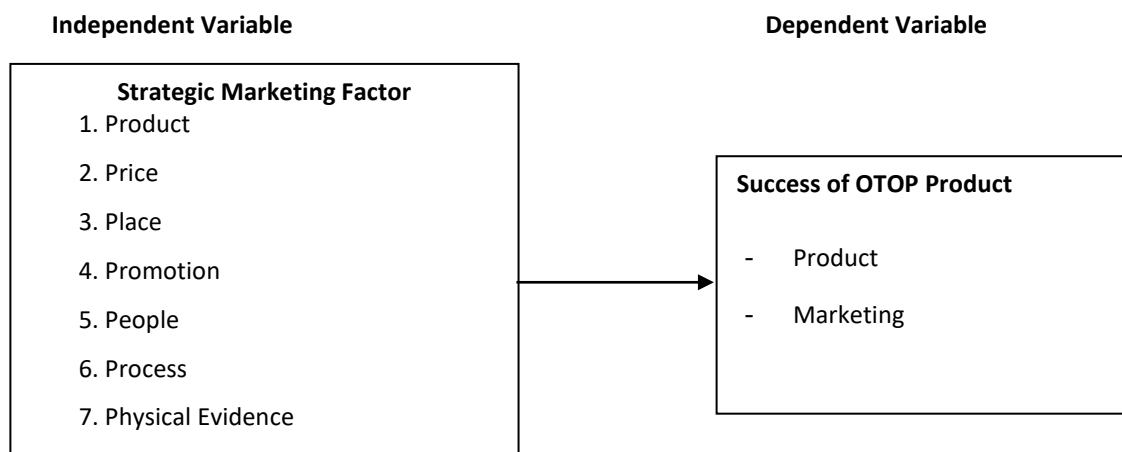 Independent Variable
Dependent Variable
Strategic Marketing Factor
1. Product
2. Price
3. Place
4. Promotion
5. People
6. Process
7. Physical Evidence
Success of OTOP Product
- Product
- Marketing